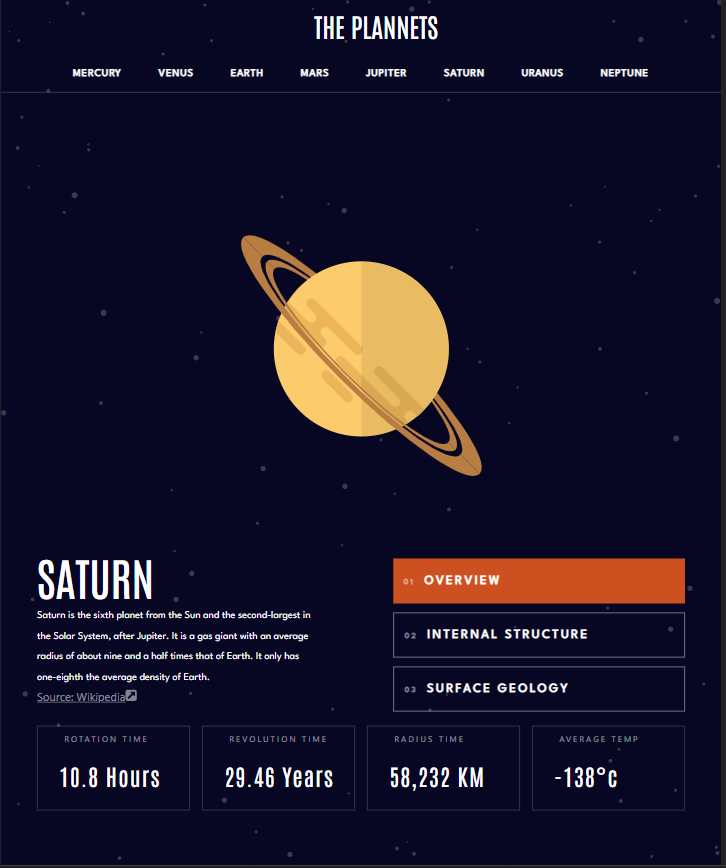 THE PLANNETS
MERCURY VENUS EARTH MARS JUPITER SATURN URANUS NEPTUNE
SATURN
Saturn is the sixth planet from the Sun and the second-largest in
the Solar System, after Jupiter. It is a gas giant with an average
radius of about nine and a half times that of Earth. It only has
one-eighth the average density of Earth.
Source: Wikipedia
01 OVERVIEW
02 INTERNAL STRUCTURE
03 SURFACE GEOLOGY
ROTATION TIME
10.8 Hours
REVOLUTION TIME
29.46 Years
RADIUS TIME
58,232 KM
AVERAGE TEMP
-138°c